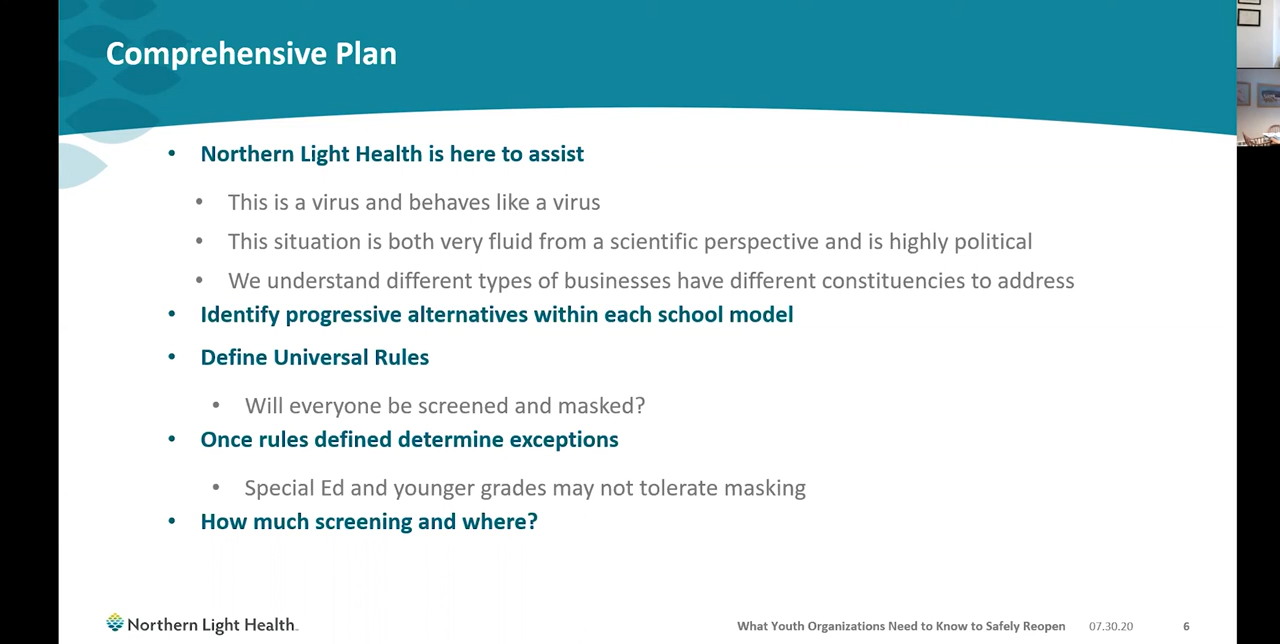 Comprehensive Plan
• Northern Light Health is here to assist
• This is a virus and behaves like a virus
• This situation is both very fluid from a scientific perspective and is highly political
• We understand different types of businesses have different constituencies to address
• Identify progressive alternatives within each school model
• Define Universal Rules
• Will everyone be screened and masked?
• Once rules defined determine exceptions
• Special Ed and younger grades may not tolerate masking
• How much screening and where?
Northern Light Health
What Youth Organizations Need to Know to Safely Reopen 07.30.20 6